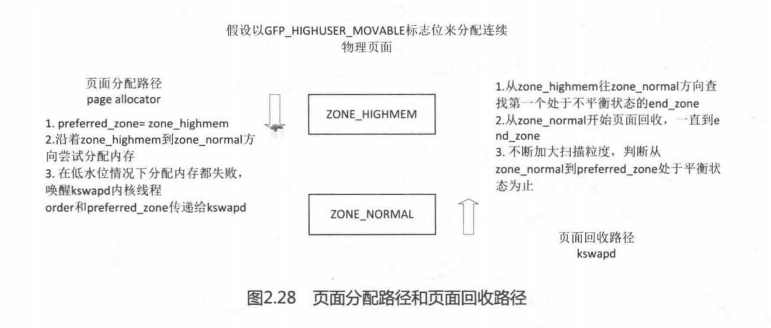 假设以GFP_HIGHUSER_MOVABLE标志位来分配连续
物理页面
页面分配路径
page allocator
1. preferred_zone= zone_highmem
2.沿着zone_highmem到zone_normal方
向尝试分配内存
3. 在低水位情况下分配内存都失败，
唤醒kswapd内核线程
order和preferred_zone传递给kswapd
ZONE_HIGHMEM
ZONE_NORMAL
1.从zone_highmem往zone_normal方向查
找第一个处于不平衡状态的end_zone
2.从zone_normal开始页面回收，一直到e
nd_zone
3. 不断加大扫描粒度，判断从
zone_normal到preferred_zone处于平衡状
态为止
页面回收路径
kswapd
图2.28 页面分配路径和页面回收路径